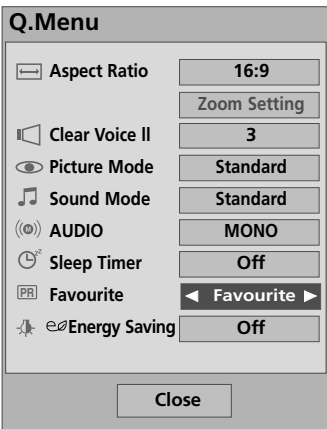 Q.Menu
Aspect Ratio 16:9
Zoom Setting
Clear Voice ll 3
Picture Mode Standard
Sound Mode Standard
AUDIO MONO
Sleep Timer Off
PR Favourite ◄ Favourite ►
Energy Saving Off
Close